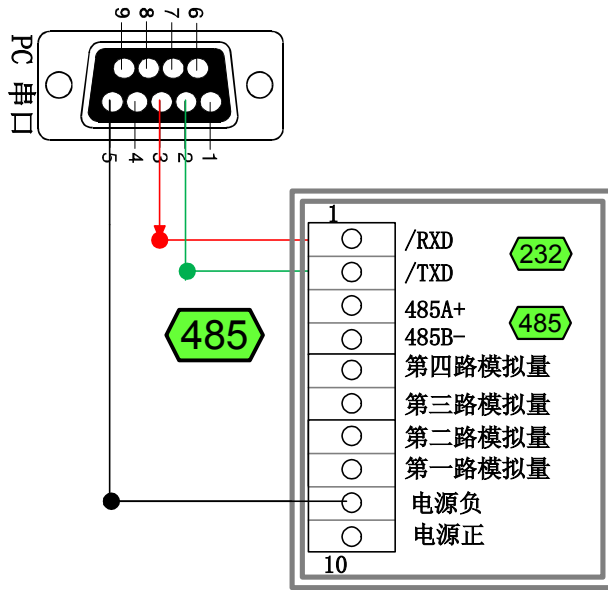 9 8 7 6
PC 串口
5 4 3 2 1
1
/RXD
232
/TXD
485A+
485
485B-
485
第四路模拟量
第三路模拟量
第二路模拟量
第一路模拟量
电源负
电源正
10